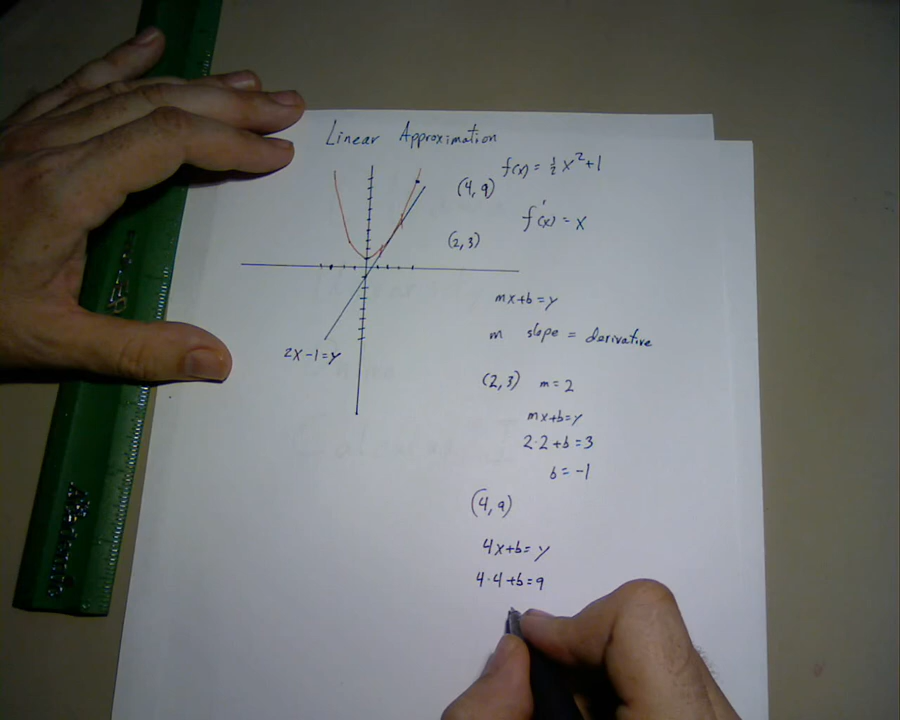 Linear Approximation
f(x) = ½x²+1
(4,9)
f'(x) = x
(2,3)
mx+b=y
m slope = derivative
2x-1=y
(2,3) m=2
mx+b=y
2·2+b=3
b=-1
(4,9)
4x+b=y
4·4+b=9